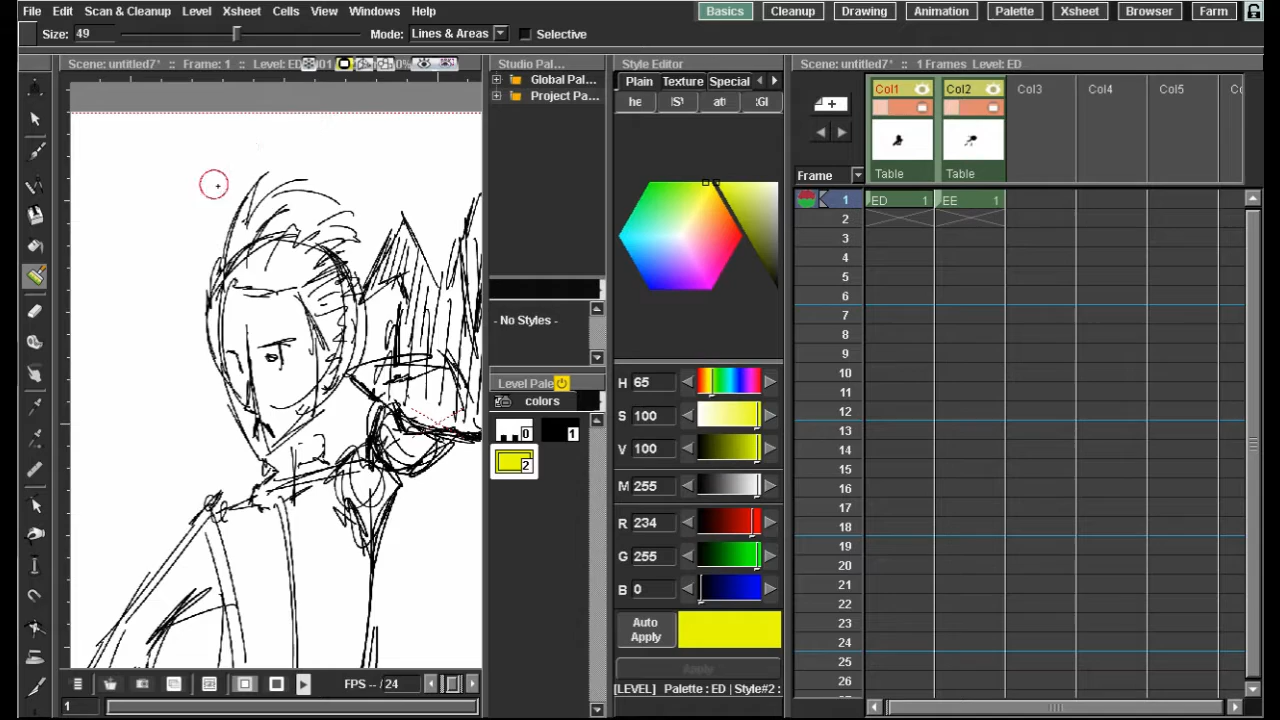 File Edit Scan & Cleanup Level Xsheet Cells View Windows Help
Basics Cleanup Drawing Animation Palette Xsheet Browser Farm
Size: 49 Mode: Lines & Areas Selective
Scene: untitled7* :: Frame: 1 :: Level: ED
Studio Pal...
Style Editor
Scene: untitled7* :: 1 Frames Level: ED
Global Pal...
Project Pa...
Plain Texture Special
Col1 Col2 Col3 Col4 Col5
Frame Table Table
1 ED 1 EE 1
2
3
4
5
6
7
8
9
10
11
12
13
14
15
16
17
18
19
20
21
22
23
24
25
26
- No Styles -
Level Pale
colors
0 1
2
H 65
S 100
V 100
M 255
R 234
G 255
B 0
Auto Apply
Apply
[LEVEL] Palette : ED | Style#2 :
FPS -- /24
1